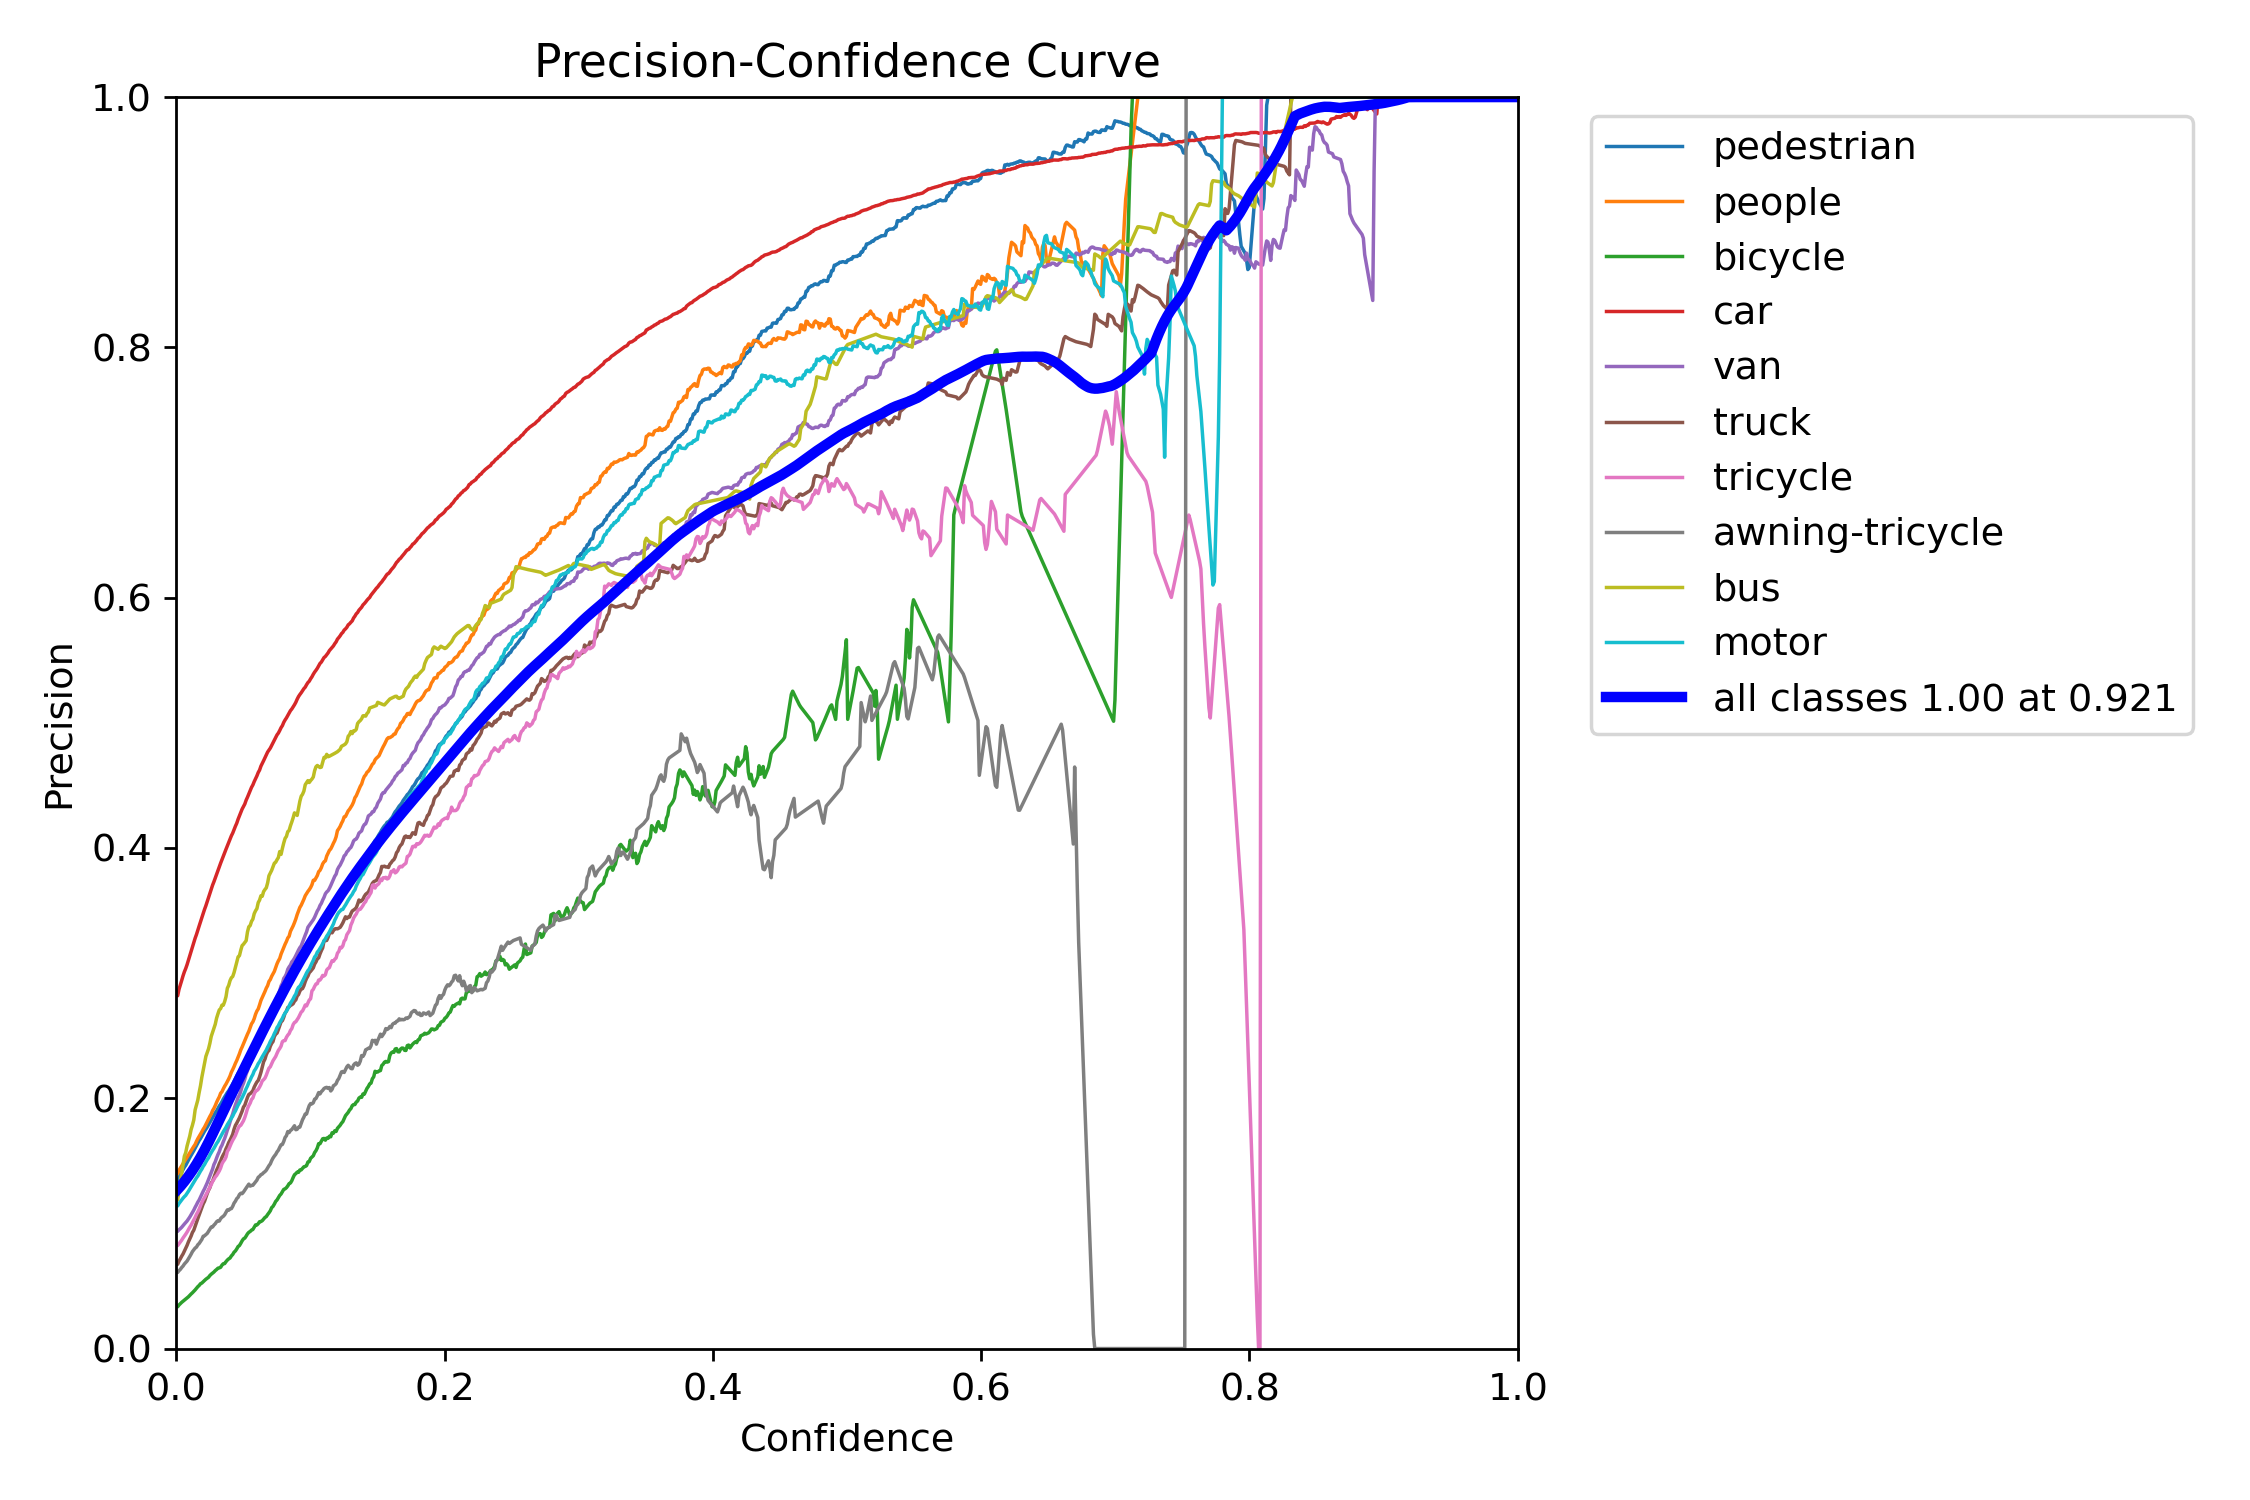 Precision-Confidence Curve
Precision
1.0
0.8
0.6
0.4
0.2
0.0
0.0 0.2 0.4 0.6 0.8 1.0
Confidence
pedestrian
people
bicycle
car
van
truck
tricycle
awning-tricycle
bus
motor
all classes 1.00 at 0.921